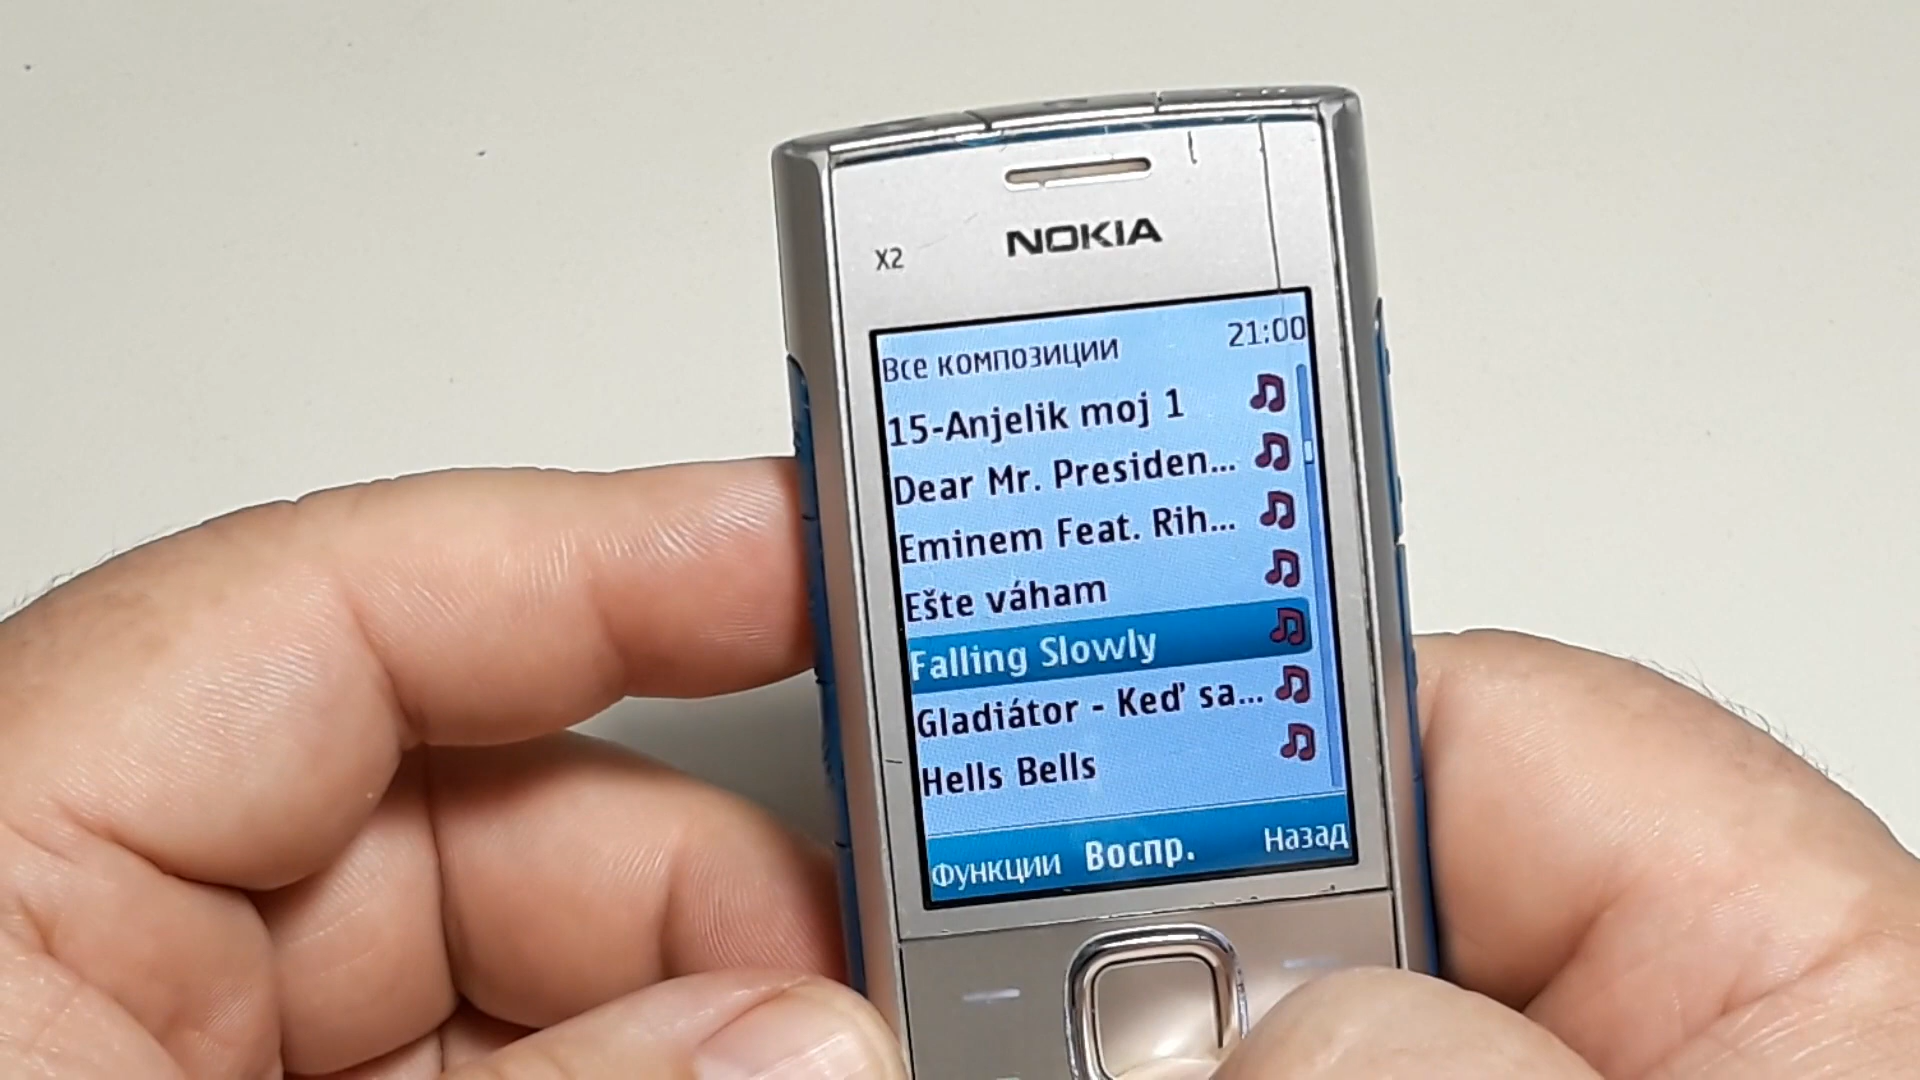 NOKIA
X2
Все композиции 21:00
15-Anjelik moj 1
Dear Mr. Presiden...
Eminem Feat. Rih...
Ešte váham
Falling Slowly
Gladiátor - Keď sa...
Hells Bells
Функции Воспр. Назад